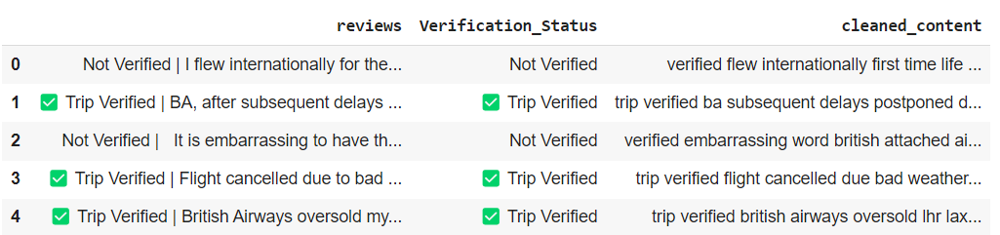 reviews Verification_Status cleaned_content
0 Not Verified | I flew internationally for the... Not Verified verified flew internationally first time life ...
1 ✅ Trip Verified | BA, after subsequent delays ... ✅ Trip Verified trip verified ba subsequent delays postponed d...
2 Not Verified | It is embarrassing to have th... Not Verified verified embarrassing word british attached ai...
3 ✅ Trip Verified | Flight cancelled due to bad ... ✅ Trip Verified trip verified flight cancelled due bad weather...
4 ✅ Trip Verified | British Airways oversold my... ✅ Trip Verified trip verified british airways oversold lhr lax...